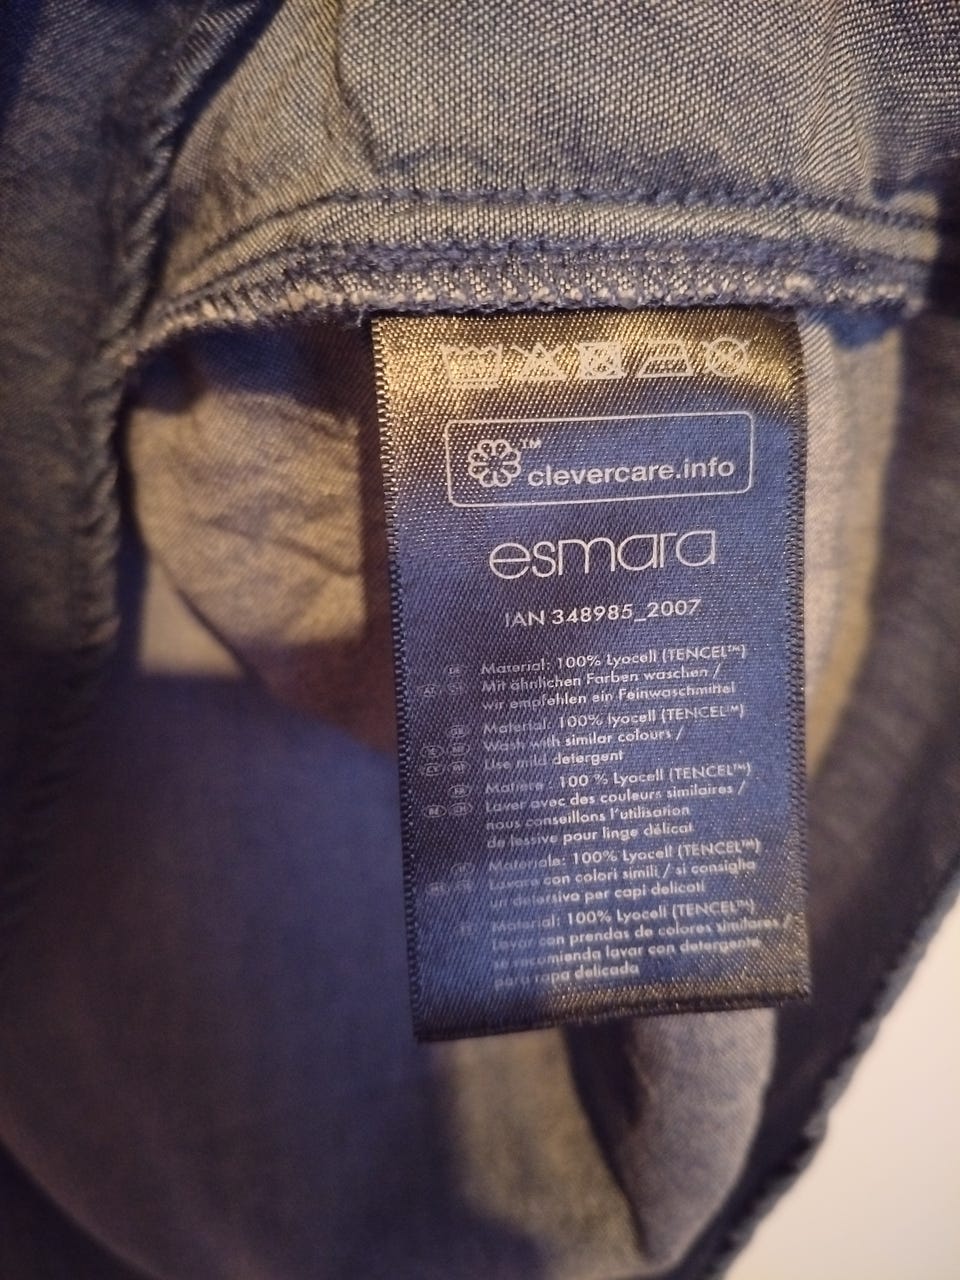 ™ clevercare.info
esmara
IAN 348985_2007
Material: 100% Lyocell (TENCEL™)
Mit ähnlichen Farben waschen /
wir empfehlen ein Feinwaschmittel
Material: 100% lyocell (TENCEL™)
Wash with similar colours /
Use mild detergent
Matière: 100 % Lyocell (TENCEL™)
Laver avec des couleurs similaires /
nous conseillons l'utilisation
de lessive pour linge délicat
Materiale: 100% Lyocell (TENCEL™)
Lavare con colori simili / si consiglia
un detersivo per capi delicati
Material: 100% Lyocell (TENCEL™)
Lavar con prendas de colores similares /
se recomienda lavar con detergente
para ropa delicada